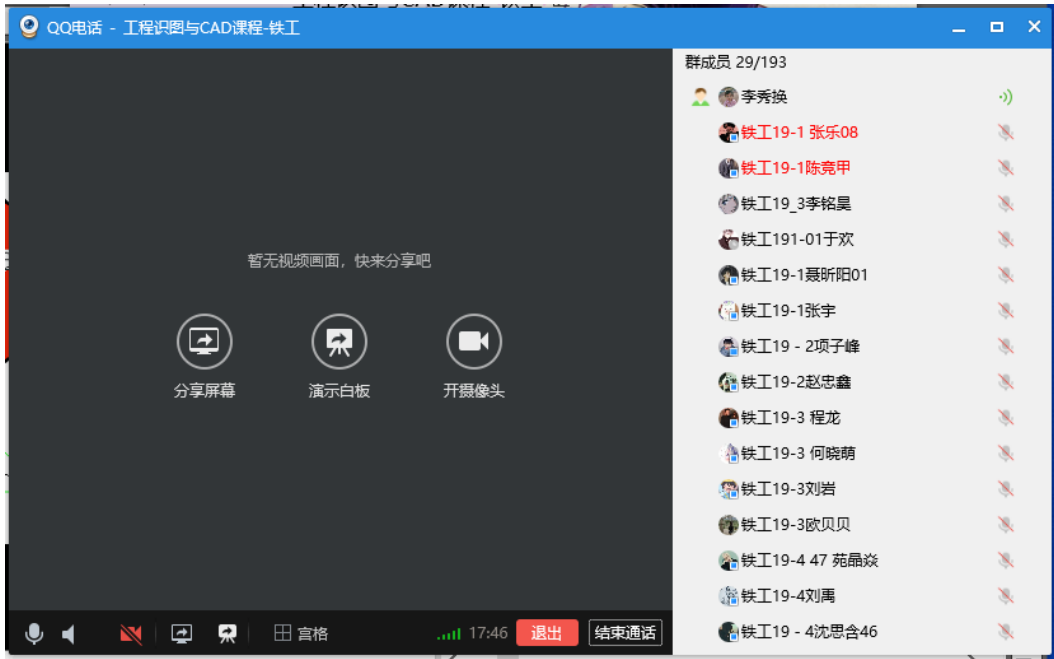 QQ电话 - 工程识图与CAD课程-铁工
群成员 29/193
李秀换
铁工19-1 张乐08
铁工19-1陈竞甲
铁工19_3李铭昊
铁工191-01于欢
铁工19-1聂昕阳01
铁工19-1张宇
铁工19 - 2项子峰
铁工19-2赵忠鑫
铁工19-3 程龙
铁工19-3 何晓萌
铁工19-3刘岩
铁工19-3欧贝贝
铁工19-4 47 苑晶焱
铁工19-4刘禹
铁工19 - 4沈思含46
暂无视频画面，快来分享吧
分享屏幕
演示白板
开摄像头
宫格
17:46
退出
结束通话